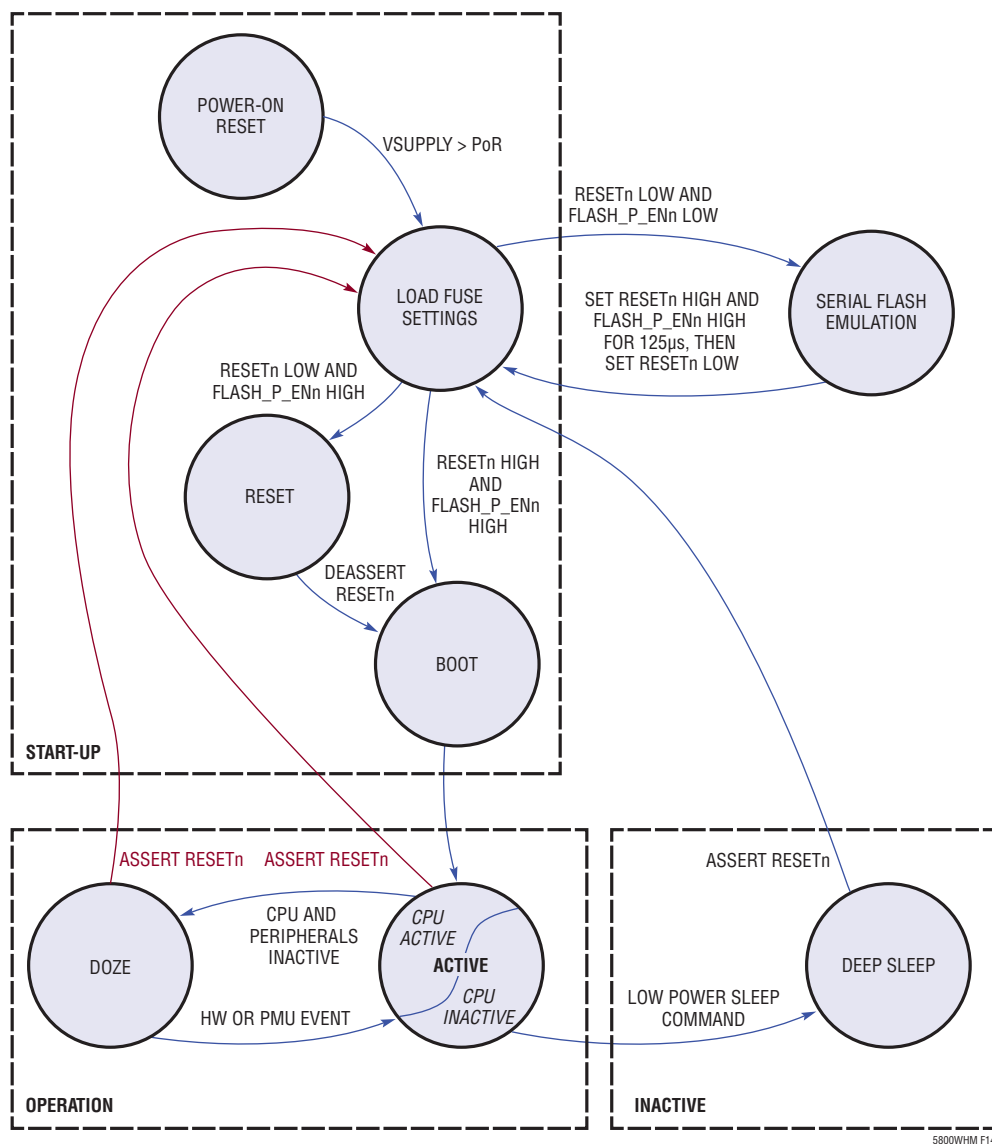 POWER-ON
RESET
VSUPPLY > PoR
RESETn LOW AND
FLASH_P_ENn LOW
LOAD FUSE
SETTINGS
SET RESETn HIGH AND
FLASH_P_ENn HIGH
FOR 125µs, THEN
SET RESETn LOW
SERIAL FLASH
EMULATION
RESETn LOW AND
FLASH_P_ENn HIGH
RESETn HIGH
AND
FLASH_P_ENn
HIGH
RESET
DEASSERT
RESETn
BOOT
START-UP
ASSERT RESETn
ASSERT RESETn
ASSERT RESETn
CPU AND
PERIPHERALS
INACTIVE
CPU
ACTIVE
ACTIVE
CPU
INACTIVE
DOZE
DEEP SLEEP
HW OR PMU EVENT
LOW POWER SLEEP
COMMAND
OPERATION
INACTIVE